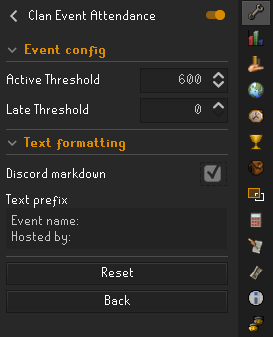 Clan Event Attendance
Event config
Active Threshold 600
Late Threshold 0
Text formatting
Discord markdown
Text prefix
Event name:
Hosted by:
Reset
Back